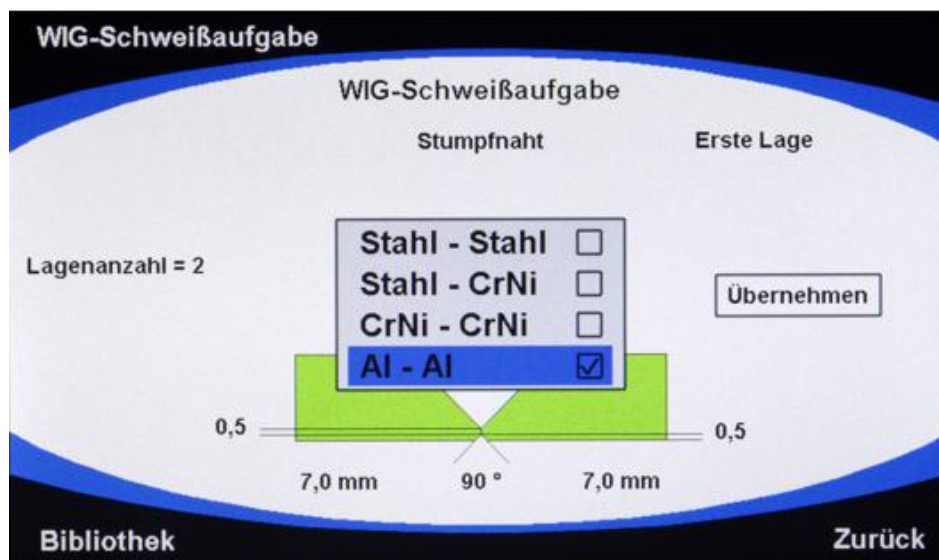 WIG-Schweißaufgabe
WIG-Schweißaufgabe
Stumpfnaht
Erste Lage
Lagenanzahl = 2
Stahl - Stahl
Stahl - CrNi
CrNi - CrNi
Al - Al
Übernehmen
0,5
0,5
7,0 mm
90 °
7,0 mm
Bibliothek
Zurück